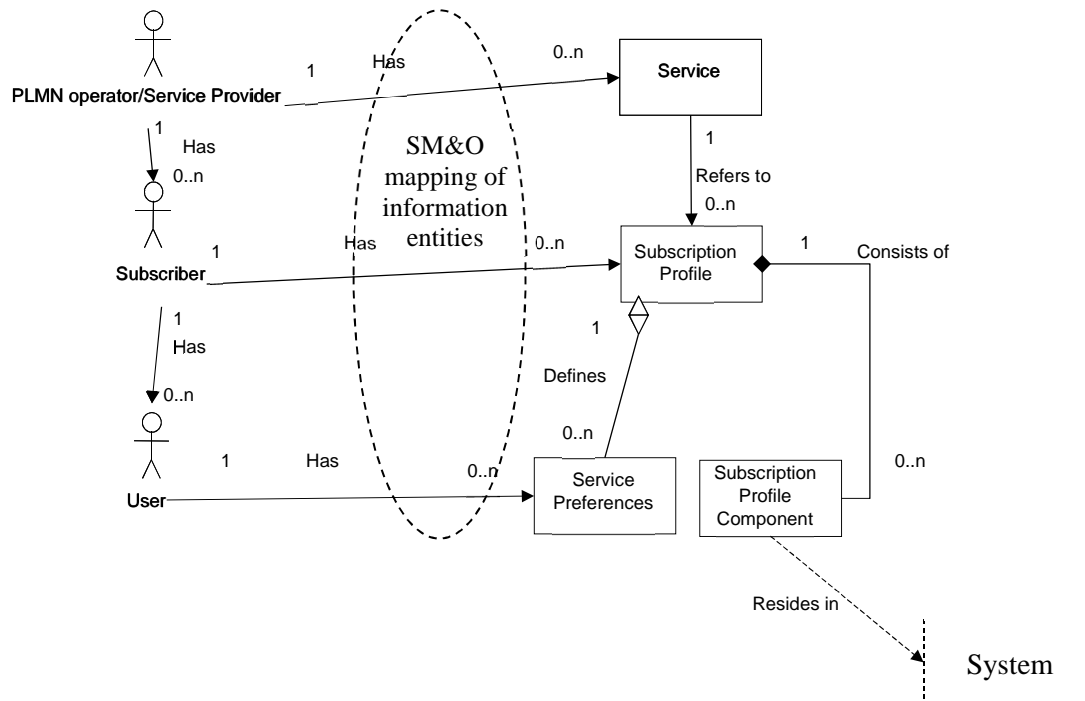 1
Has
0..n
Service
PLMN operator/Service Provider
1
Has
0..n
SM&O
mapping of
information
entities
1
Refers to
0..n
1
Has
0..n
Subscription
Profile
1
Consists of
Subscriber
1
Has
0..n
1
Defines
0..n
1
Has
0..n
User
Service
Preferences
Subscription
Profile
Component
0..n
Resides in
System